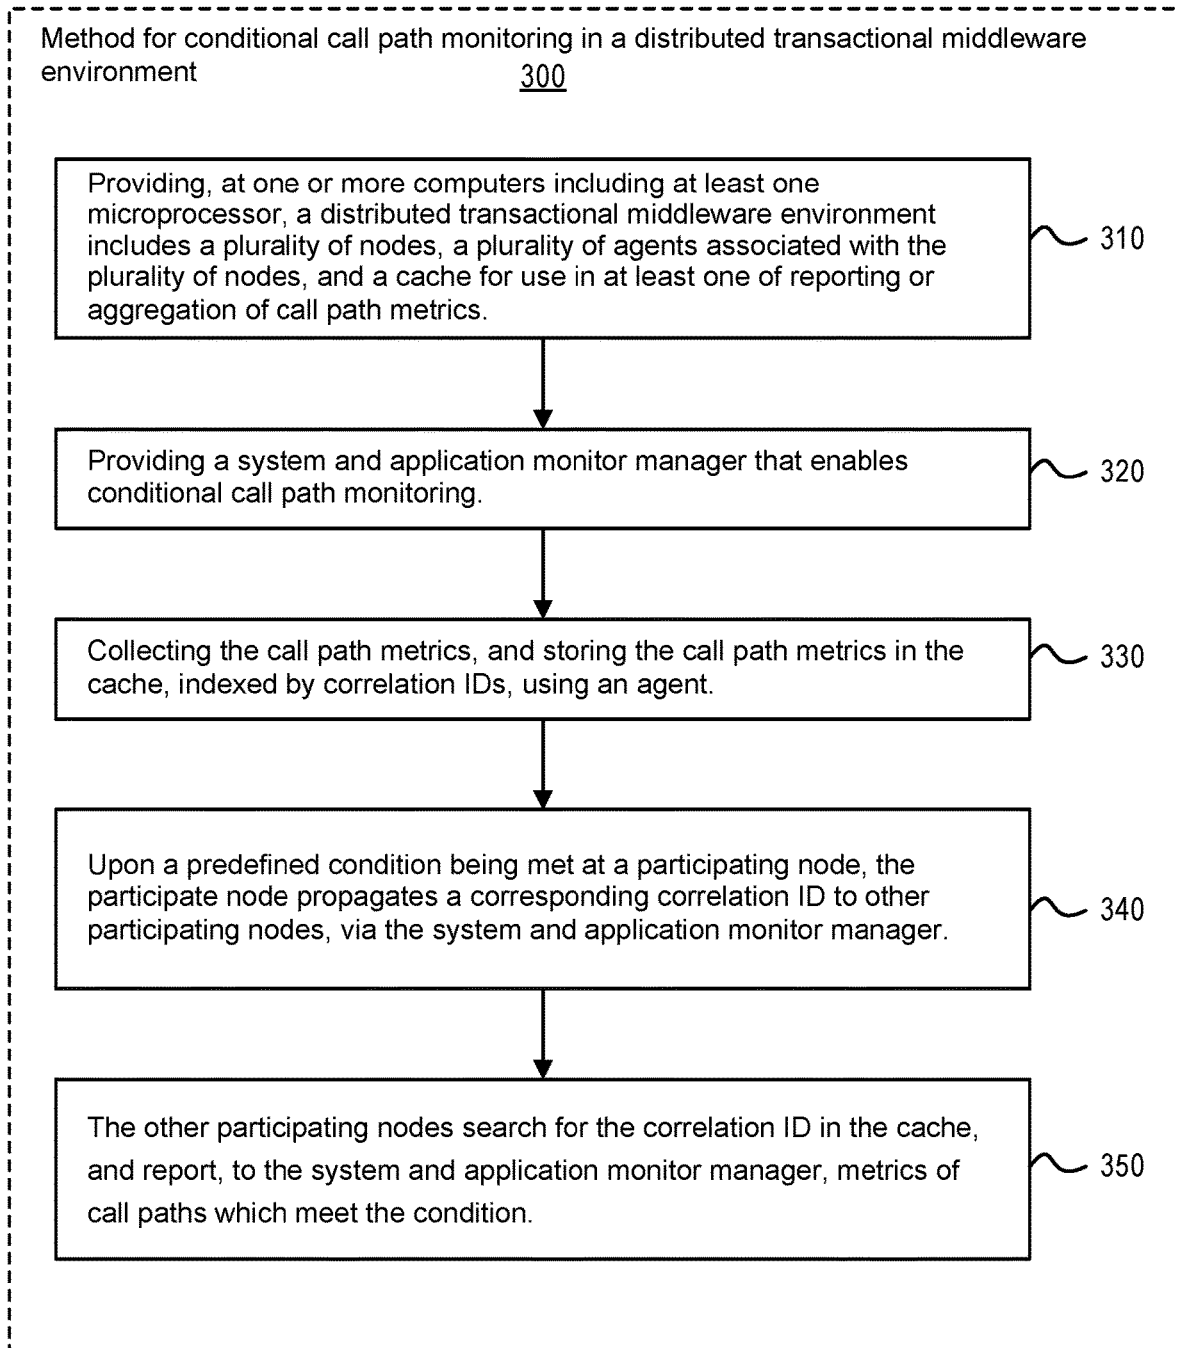 Method for conditional call path monitoring in a distributed transactional middleware
environment
300
Providing, at one or more computers including at least one
microprocessor, a distributed transactional middleware environment
includes a plurality of nodes, a plurality of agents associated with the
plurality of nodes, and a cache for use in at least one of reporting or
aggregation of call path metrics.
310
Providing a system and application monitor manager that enables
conditional call path monitoring.
320
Collecting the call path metrics, and storing the call path metrics in the
cache, indexed by correlation IDs, using an agent.
330
Upon a predefined condition being met at a participating node, the
participate node propagates a corresponding correlation ID to other
participating nodes, via the system and application monitor manager.
340
The other participating nodes search for the correlation ID in the cache,
and report, to the system and application monitor manager, metrics of
call paths which meet the condition.
350